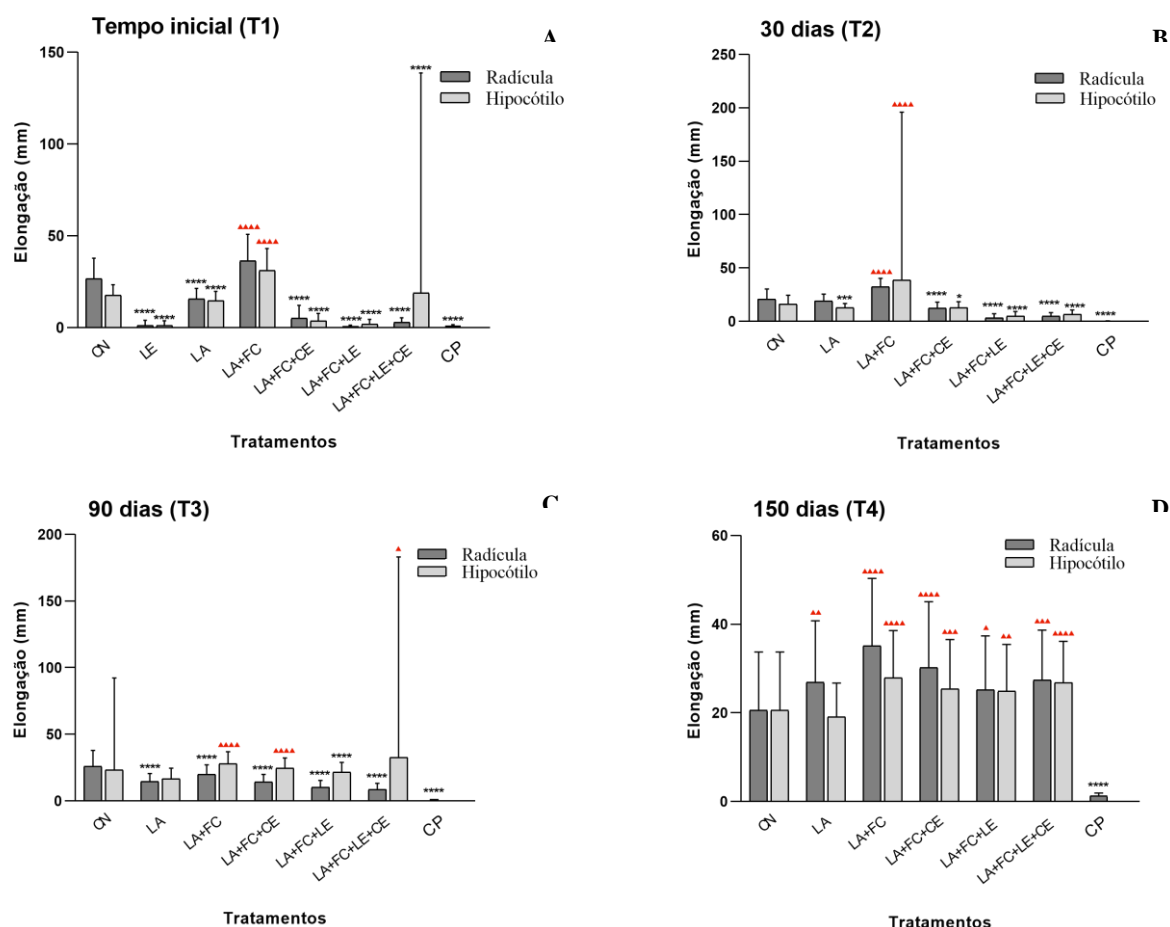 Tempo inicial (T1)
A
Radícula
Hipocótilo
Elongação (mm)
150
100
50
0
****
****
****
****
****
****
****
****
****
****
****
****
CN
LE
LA
LA+FC
LA+FC+CE
LA+FC+LE
LA+FC+LE+CE
CP
Tratamentos
30 dias (T2)
B
Radícula
Hipocótilo
Elongação (mm)
250
200
150
100
50
0
***
****
*
****
****
****
****
****
CN
LA
LA+FC
LA+FC+CE
LA+FC+LE
LA+FC+LE+CE
CP
Tratamentos
90 dias (T3)
C
Radícula
Hipocótilo
Elongação (mm)
200
150
100
50
0
****
****
****
****
****
****
****
CN
LA
LA+FC
LA+FC+CE
LA+FC+LE
LA+FC+LE+CE
CP
Tratamentos
150 dias (T4)
D
Radícula
Hipocótilo
Elongação (mm)
60
40
20
0
****
CN
LA
LA+FC
LA+FC+CE
LA+FC+LE
LA+FC+LE+CE
CP
Tratamentos